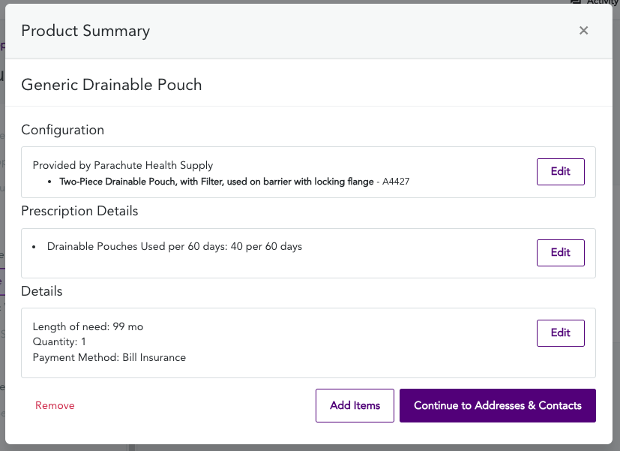 Activity
Product Summary
×
Generic Drainable Pouch
Configuration
Provided by Parachute Health Supply
• Two-Piece Drainable Pouch, with Filter, used on barrier with locking flange - A4427
Edit
Prescription Details
• Drainable Pouches Used per 60 days: 40 per 60 days
Edit
Details
Length of need: 99 mo
Quantity: 1
Payment Method: Bill Insurance
Edit
Remove
Add Items
Continue to Addresses & Contacts